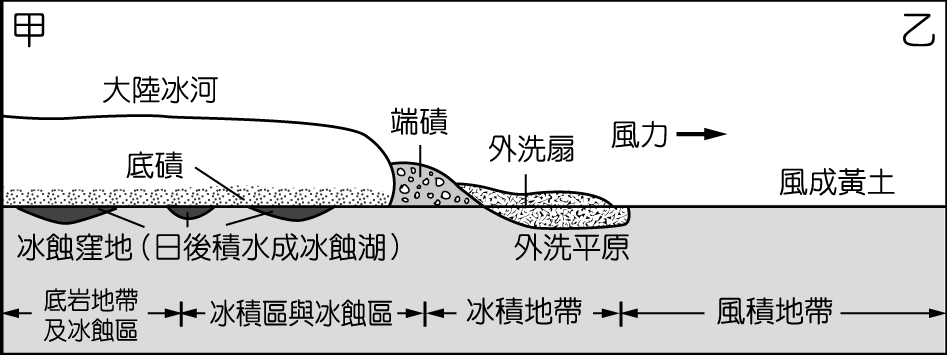 甲
乙
大陸冰河
端磧
外洗扇
風力
底磧
風成黃土
冰蝕窪地(日後積水成冰蝕湖)
外洗平原
底岩地帶
及冰蝕區
冰積區與冰蝕區
冰積地帶
風積地帶